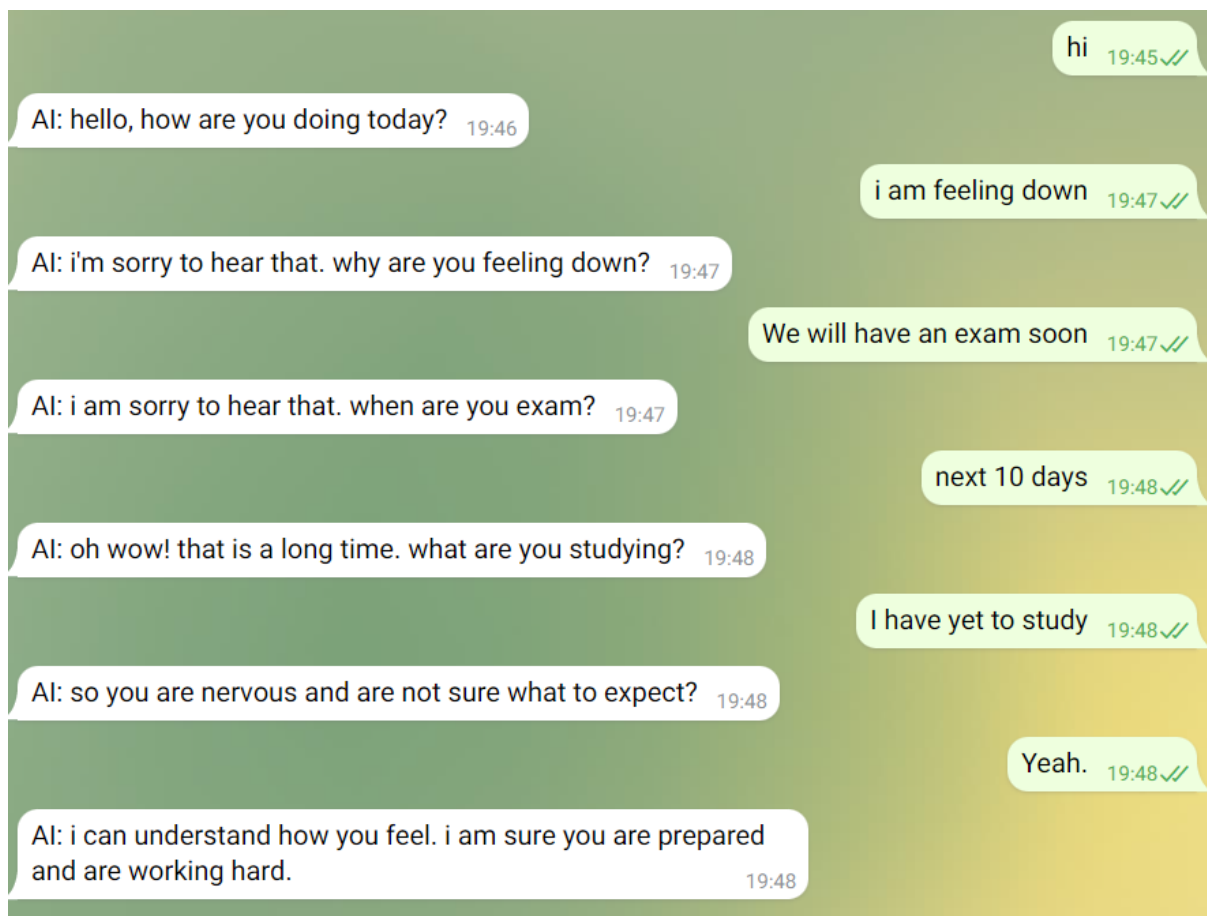 hi 19:45
AI: hello, how are you doing today? 19:46
i am feeling down 19:47
AI: i'm sorry to hear that. why are you feeling down? 19:47
We will have an exam soon 19:47
AI: i am sorry to hear that. when are you exam? 19:47
next 10 days 19:48
AI: oh wow! that is a long time. what are you studying? 19:48
I have yet to study 19:48
AI: so you are nervous and are not sure what to expect? 19:48
Yeah. 19:48
AI: i can understand how you feel. i am sure you are prepared
and are working hard. 19:48